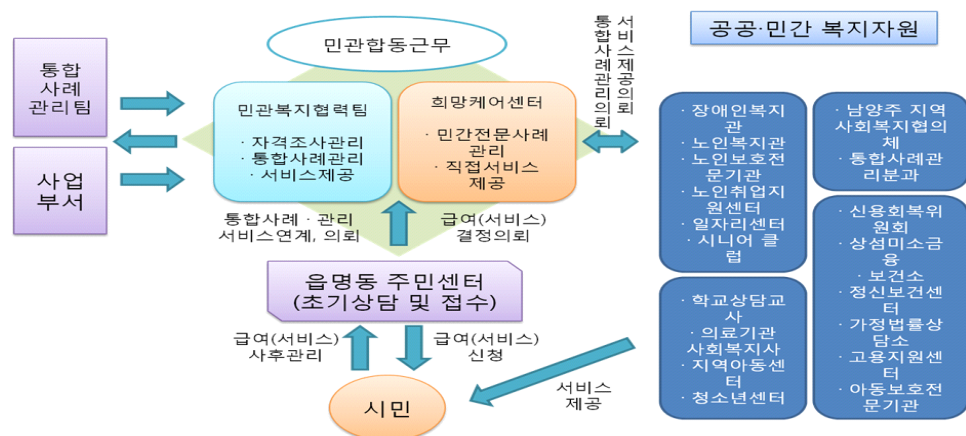 통합
사례
관리팀
사업
부서
민관합동근무
민관복지협력팀
· 자격조사관리
· 통합사례관리
· 서비스제공
희망케어센터
· 민간전문사례
관리
· 직접서비스
제공
서비스제공의뢰
통합사례관리의뢰
통합사례 · 관리
서비스연계, 의뢰
급여(서비스)
결정의뢰
읍명동 주민센터
(초기상담 및 접수)
급여(서비스)
사후관리
급여(서비스)
신청
시민
서비스
제공
공공·민간 복지자원
· 장애인복지
관
· 노인복지관
· 노인보호전
문기관
· 노인취업지
원센터
· 일자리센터
· 시니어 클
럽
· 남양주 지역
사회복지협의
체
· 통합사례관
리분과
· 학교상담교
사
· 의료기관
사회복지사
· 지역아동센
터
· 청소년센터
· 신용회복위
원회
· 상섬미소금
융
· 보건소
· 정신보건센
터
· 가정법률상
담소
· 고용지원센
터
· 아동보호전
문기관